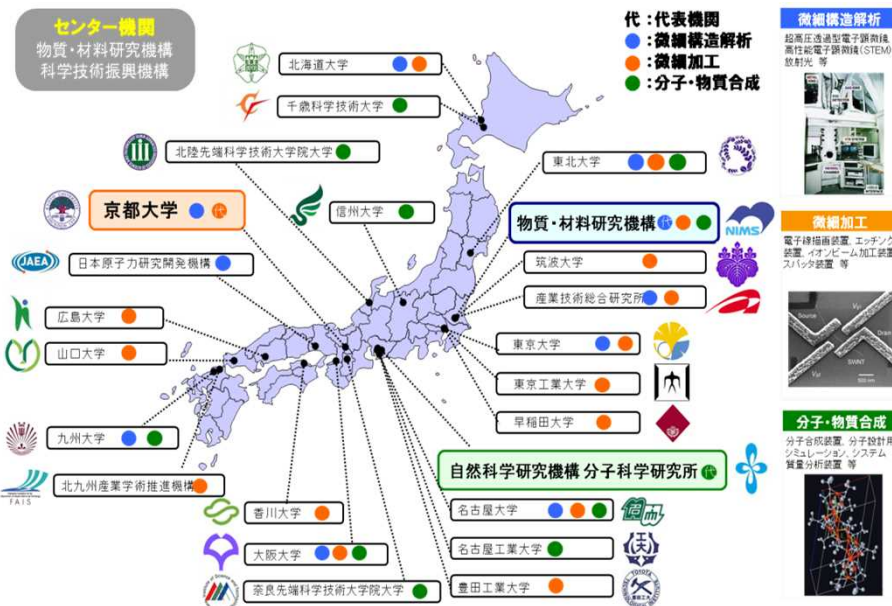 センター機関
物質・材料研究機構
科学技術振興機構
代：代表機関
：微細構造解析
：微細加工
：分子・物質合成
北海道大学
千歳科学技術大学
北陸先端科学技術大学院大学
東北大学
京都大学 代
信州大学
物質・材料研究機構 代
NIMS
JAEA
日本原子力研究開発機構
筑波大学
産業技術総合研究所
広島大学
山口大学
東京大学
東京工業大学
早稲田大学
九州大学
自然科学研究機構 分子科学研究所 代
北九州産業学術推進機構
FAIS
香川大学
名古屋大学
大阪大学
名古屋工業大学
奈良先端科学技術大学院大学
豊田工業大学
微細構造解析
超高圧透過型電子顕微鏡,
高性能電子顕微鏡(STEM)
放射光 等
微細加工
電子線描画装置, エッチング
装置, イオンビーム加工装置
スパッタ装置 等
Source
Drain
SWNT
500 nm
分子・物質合成
分子合成装置, 分子設計用
シミュレーション, システム
質量分析装置 等